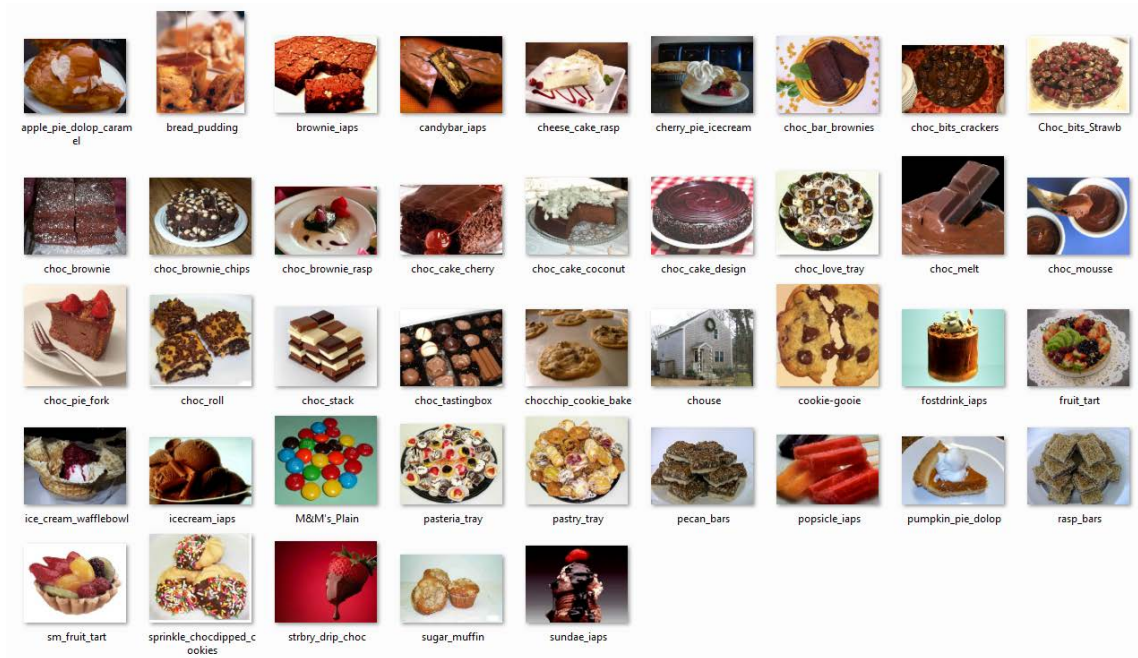 apple_pie_dolop_caram
el
bread_pudding
brownie_iaps
candybar_iaps
cheese_cake_rasp
cherry_pie_icecream
choc_bar_brownies
choc_bits_crackers
Choc_bits_Strawb
choc_brownie
choc_brownie_chips
choc_brownie_rasp
choc_cake_cherry
choc_cake_coconut
choc_cake_design
choc_love_tray
choc_melt
choc_mousse
choc_pie_fork
choc_roll
choc_stack
choc_tastingbox
chocchip_cookie_bake
chouse
cookie-gooie
fostdrink_iaps
fruit_tart
ice_cream_wafflebowl
icecream_iaps
M&M's_Plain
pasteria_tray
pastry_tray
pecan_bars
popsicle_iaps
pumpkin_pie_dolop
rasp_bars
sm_fruit_tart
sprinkle_chocdipped_c
ookies
strbry_drip_choc
sugar_muffin
sundae_iaps